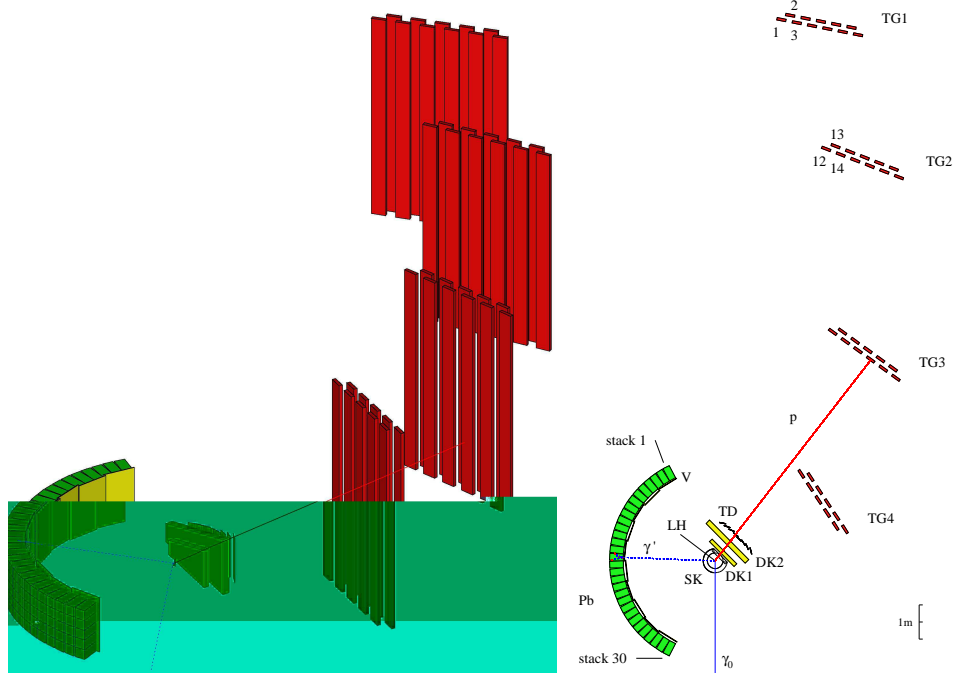 2
TG1
1
3
13
TG2
12
14
TG3
p
stack 1
V
TD
TG4
LH
γ'
DK2
SK
DK1
Pb
1m
stack 30
γ0